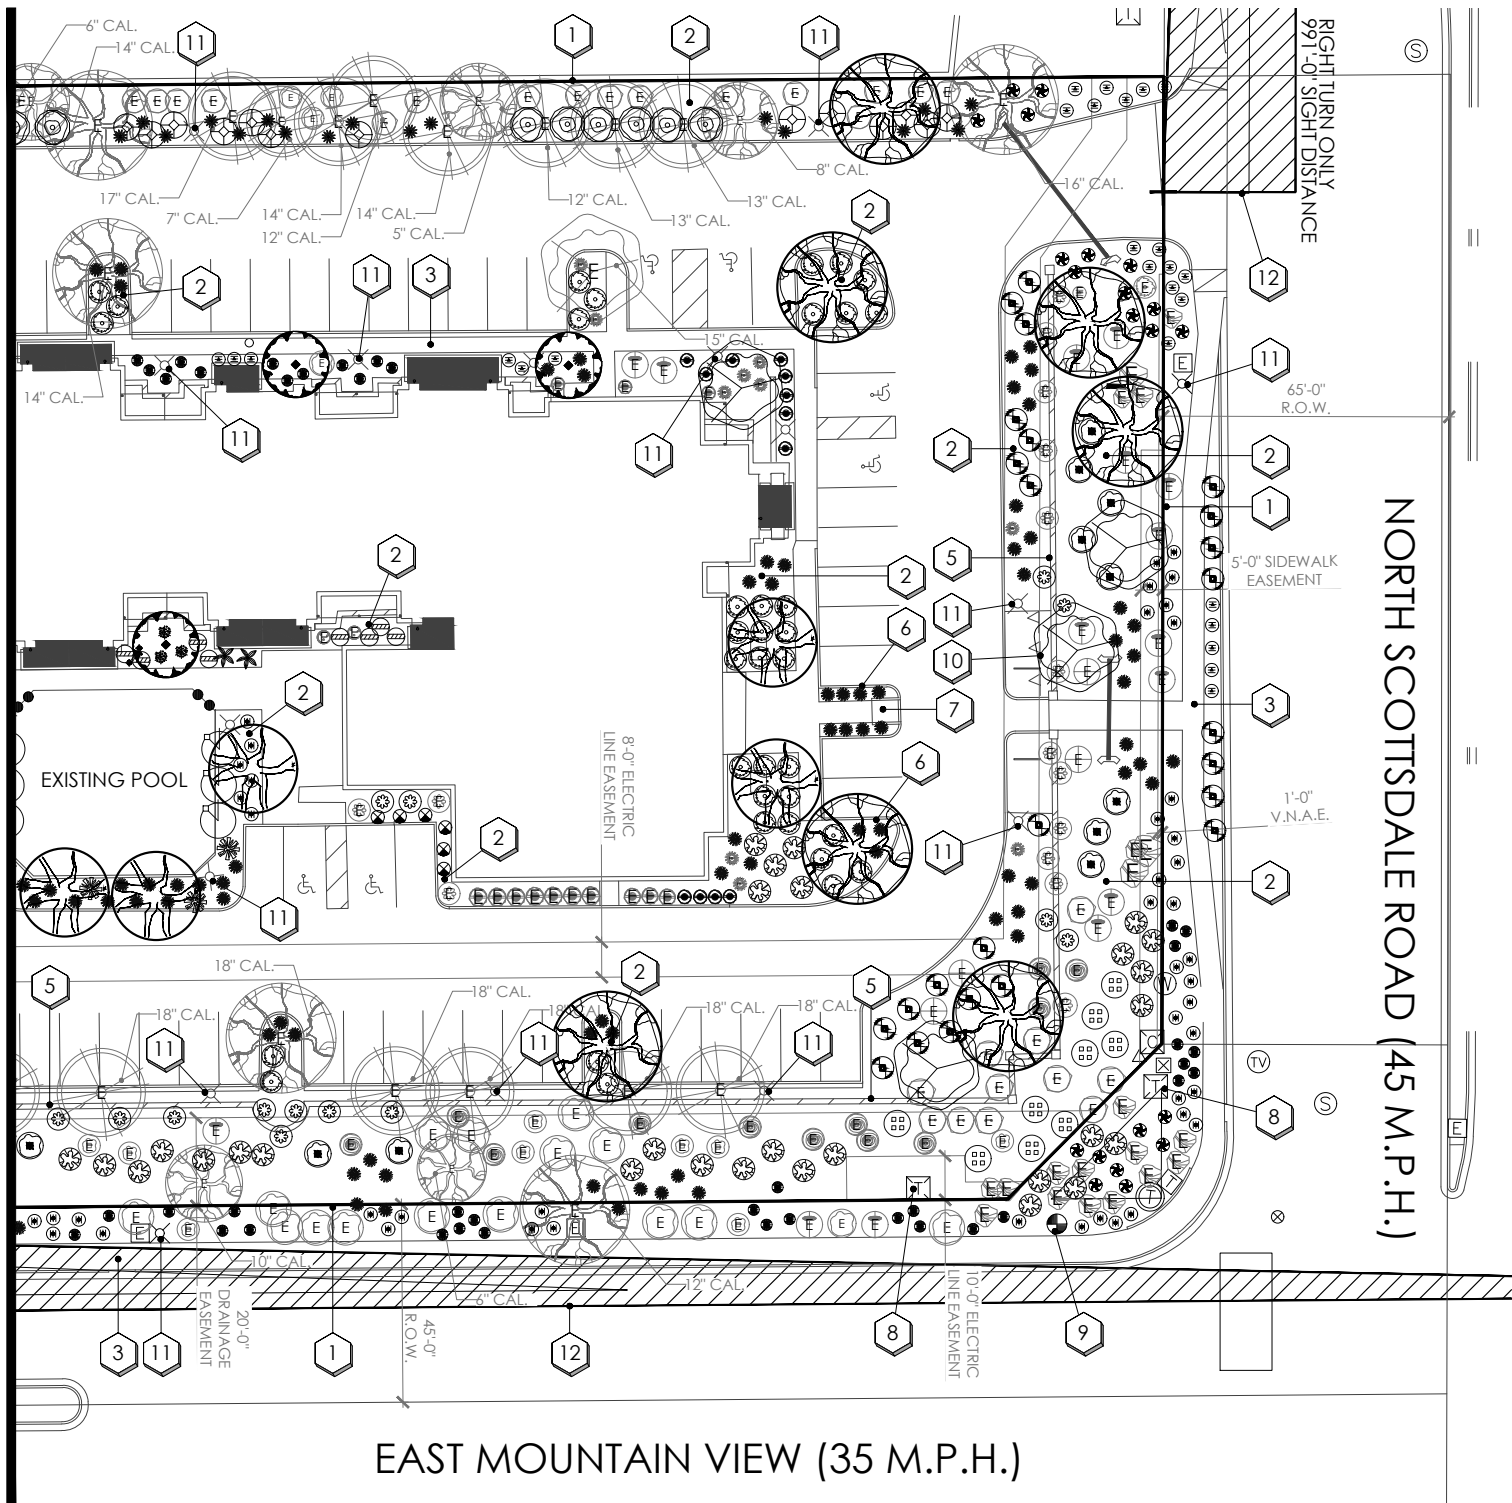 6" CAL.
14" CAL.
11
1
2
11
RIGHT TURN ONLY
991'-0" SIGHT DISTANCE
S
17" CAL.
7" CAL.
14" CAL.
12" CAL.
14" CAL.
5" CAL.
12" CAL.
13" CAL.
13" CAL.
8" CAL.
16" CAL.
2
2
11
3
12
15" CAL.
14" CAL.
11
11
11
65'-0"
R.O.W.
2
2
1
2
5
2
5'-0" SIDEWALK
EASEMENT
11
6
10
2
7
3
NORTH SCOTTSDALE ROAD (45 M.P.H.)
EXISTING POOL
8'-0" ELECTRIC
LINE EASEMENT
6
1'-0"
V.N.A.E.
2
11
2
11
18" CAL.
5
2
5
18" CAL.
18" CAL.
18" CAL.
18" CAL.
18" CAL.
11
11
11
TV
S
8
E
T
T
T
T
10" CAL.
6" CAL.
12" CAL.
20'-0"
DRAINAGE
EASEMENT
45'-0"
R.O.W.
10'-0" ELECTRIC
LINE EASEMENT
3
11
1
12
8
9
EAST MOUNTAIN VIEW (35 M.P.H.)